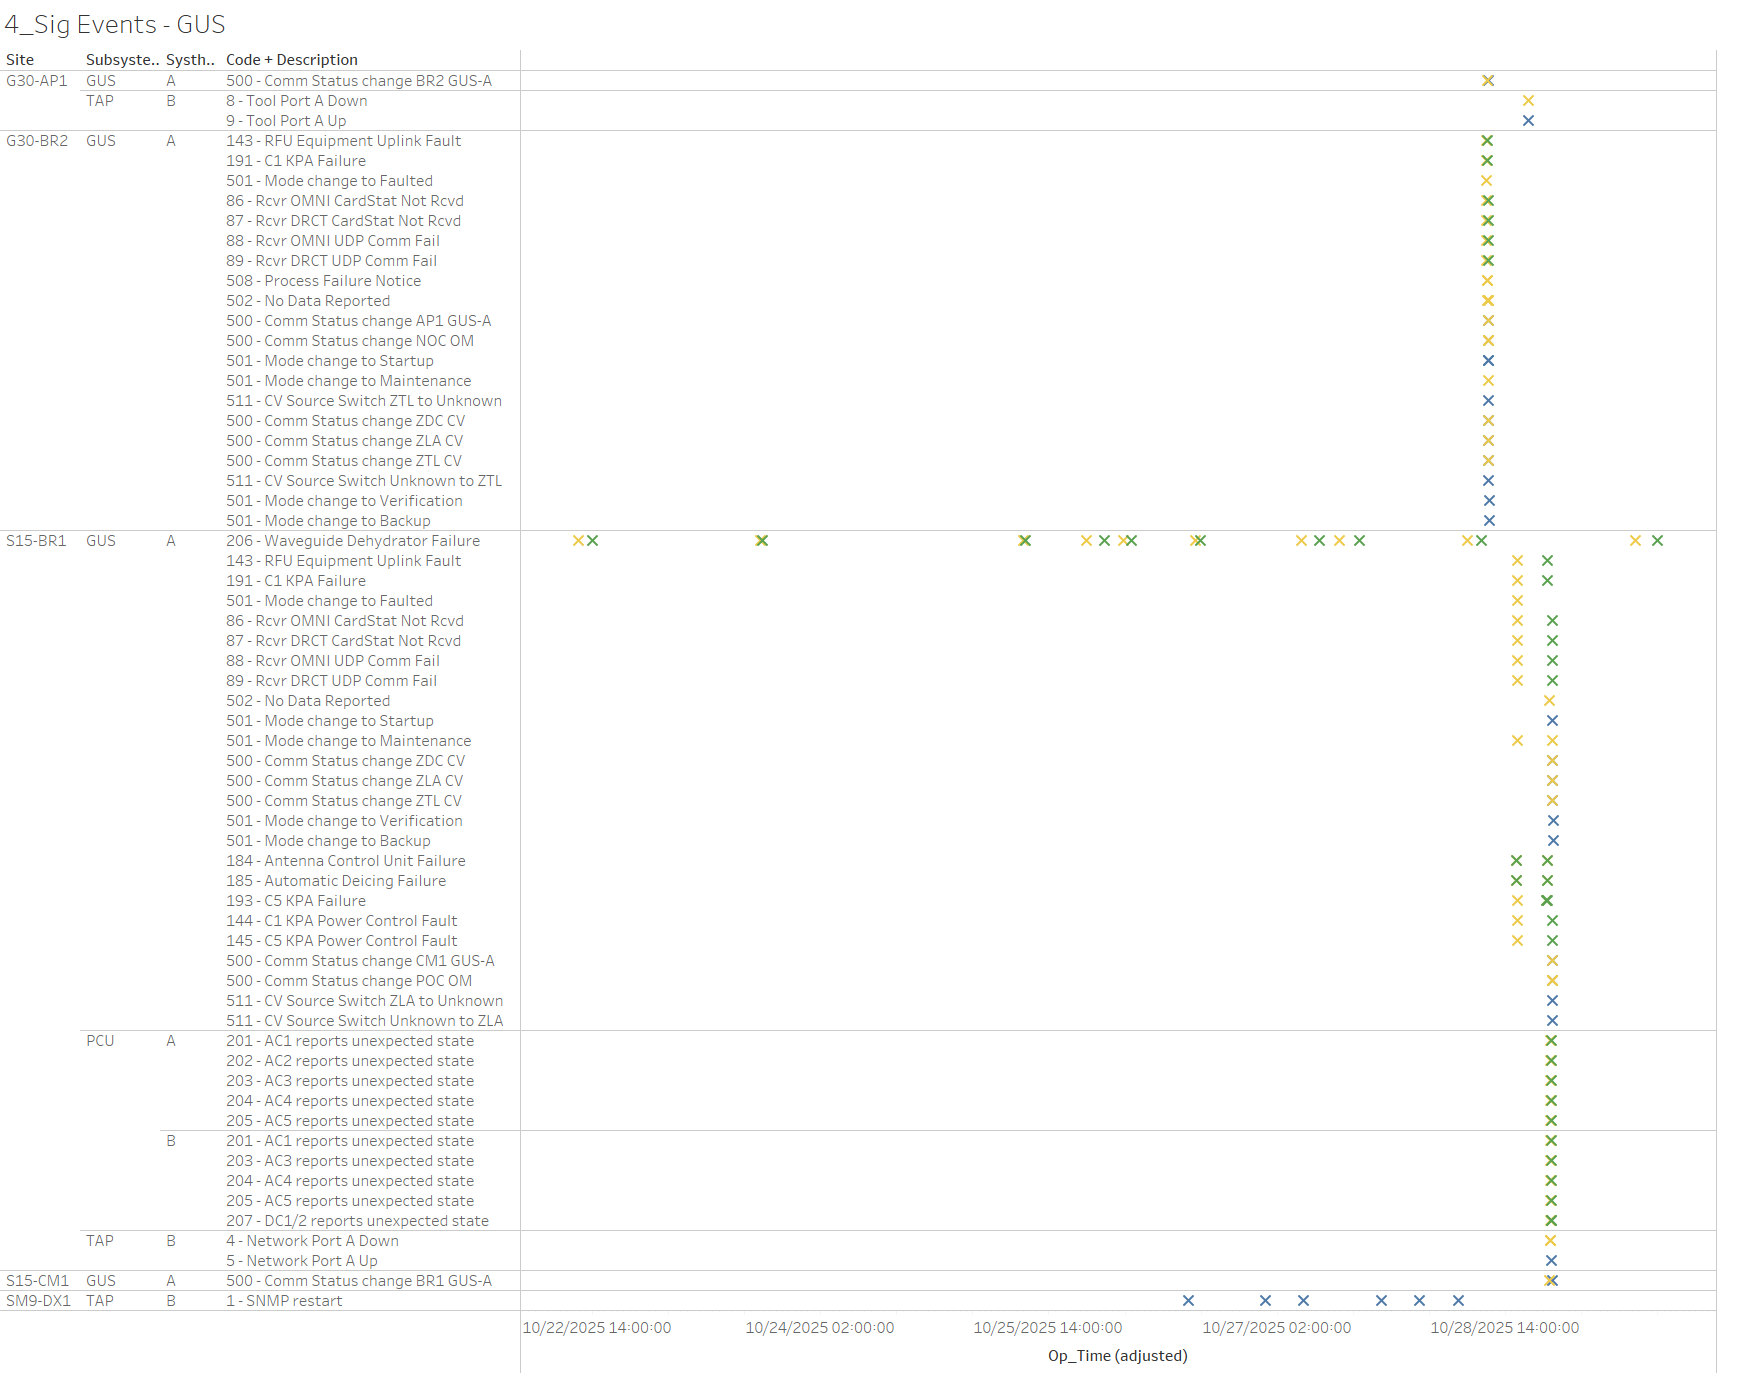 4_Sig Events - GUS
Site Subsyste.. Systh.. Code + Description
G30-AP1 GUS A 500 - Comm Status change BR2 GUS-A
TAP B 8 - Tool Port A Down
9 - Tool Port A Up
G30-BR2 GUS A 143 - RFU Equipment Uplink Fault
191 - C1 KPA Failure
501 - Mode change to Faulted
86 - Rcvr OMNI CardStat Not Rcvd
87 - Rcvr DRCT CardStat Not Rcvd
88 - Rcvr OMNI UDP Comm Fail
89 - Rcvr DRCT UDP Comm Fail
508 - Process Failure Notice
502 - No Data Reported
500 - Comm Status change AP1 GUS-A
500 - Comm Status change NOC OM
501 - Mode change to Startup
501 - Mode change to Maintenance
511 - CV Source Switch ZTL to Unknown
500 - Comm Status change ZDC CV
500 - Comm Status change ZLA CV
500 - Comm Status change ZTL CV
511 - CV Source Switch Unknown to ZTL
501 - Mode change to Verification
501 - Mode change to Backup
S15-BR1 GUS A 206 - Waveguide Dehydrator Failure
143 - RFU Equipment Uplink Fault
191 - C1 KPA Failure
501 - Mode change to Faulted
86 - Rcvr OMNI CardStat Not Rcvd
87 - Rcvr DRCT CardStat Not Rcvd
88 - Rcvr OMNI UDP Comm Fail
89 - Rcvr DRCT UDP Comm Fail
502 - No Data Reported
501 - Mode change to Startup
501 - Mode change to Maintenance
500 - Comm Status change ZDC CV
500 - Comm Status change ZLA CV
500 - Comm Status change ZTL CV
501 - Mode change to Verification
501 - Mode change to Backup
184 - Antenna Control Unit Failure
185 - Automatic Deicing Failure
193 - C5 KPA Failure
144 - C1 KPA Power Control Fault
145 - C5 KPA Power Control Fault
500 - Comm Status change CM1 GUS-A
500 - Comm Status change POC OM
511 - CV Source Switch ZLA to Unknown
511 - CV Source Switch Unknown to ZLA
PCU A 201 - AC1 reports unexpected state
202 - AC2 reports unexpected state
203 - AC3 reports unexpected state
204 - AC4 reports unexpected state
205 - AC5 reports unexpected state
B 201 - AC1 reports unexpected state
203 - AC3 reports unexpected state
204 - AC4 reports unexpected state
205 - AC5 reports unexpected state
207 - DC1/2 reports unexpected state
TAP B 4 - Network Port A Down
5 - Network Port A Up
S15-CM1 GUS A 500 - Comm Status change BR1 GUS-A
SM9-DX1 TAP B 1 - SNMP restart
10/22/2025 14:00:00 10/24/2025 02:00:00 10/25/2025 14:00:00 10/27/2025 02:00:00 10/28/2025 14:00:00
Op_Time (adjusted)